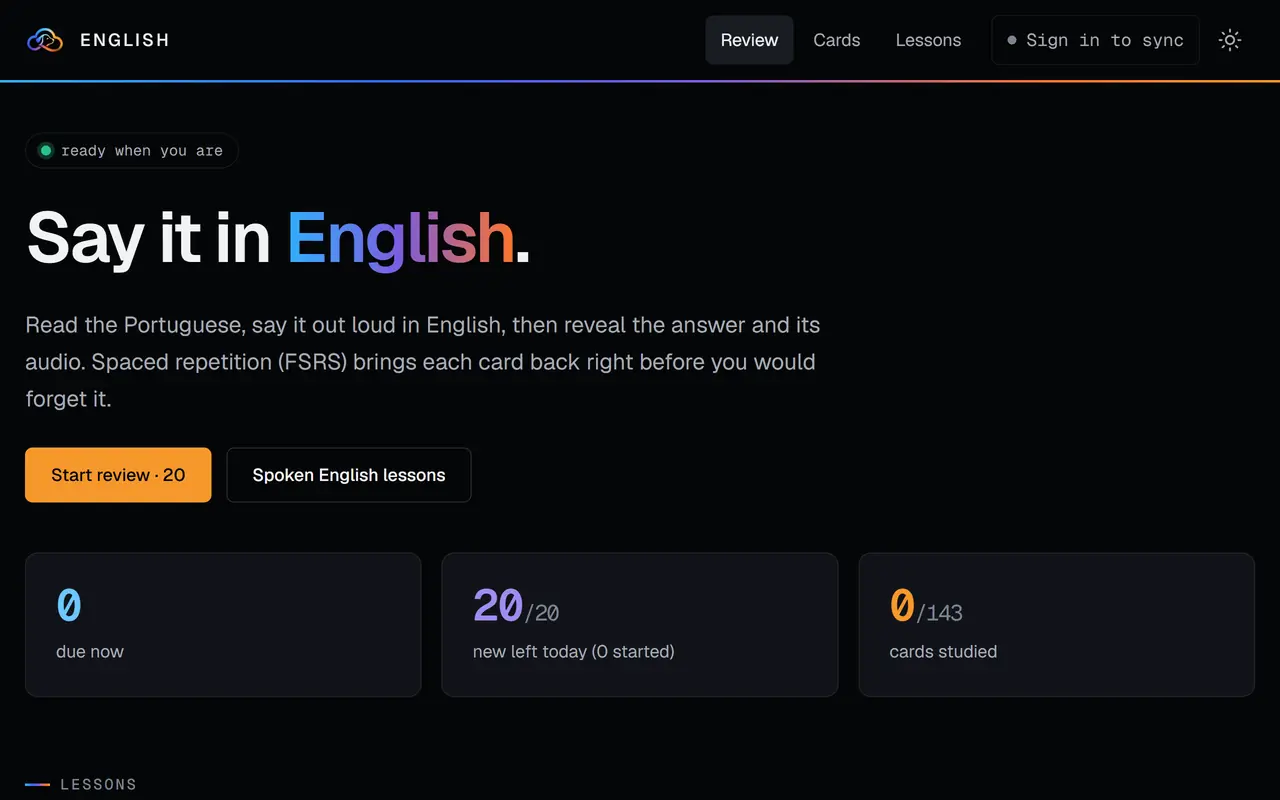 ENGLISH
Review
Cards
Lessons
Sign in to sync
ready when you are
Say it in English.
Read the Portuguese, say it out loud in English, then reveal the answer and its
audio. Spaced repetition (FSRS) brings each card back right before you would
forget it.
Start review · 20
Spoken English lessons
0
due now
20/20
new left today (0 started)
0/143
cards studied
LESSONS